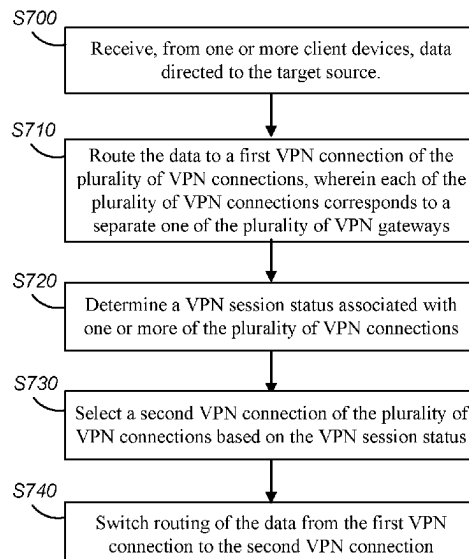 S700
Receive, from one or more client devices, data
directed to the target source.
S710
Route the data to a first VPN connection of the
plurality of VPN connections, wherein each of the
plurality of VPN connections corresponds to a
separate one of the plurality of VPN gateways
S720
Determine a VPN session status associated with
one or more of the plurality of VPN connections
S730
Select a second VPN connection of the plurality of
VPN connections based on the VPN session status
S740
Switch routing of the data from the first VPN
connection to the second VPN connection